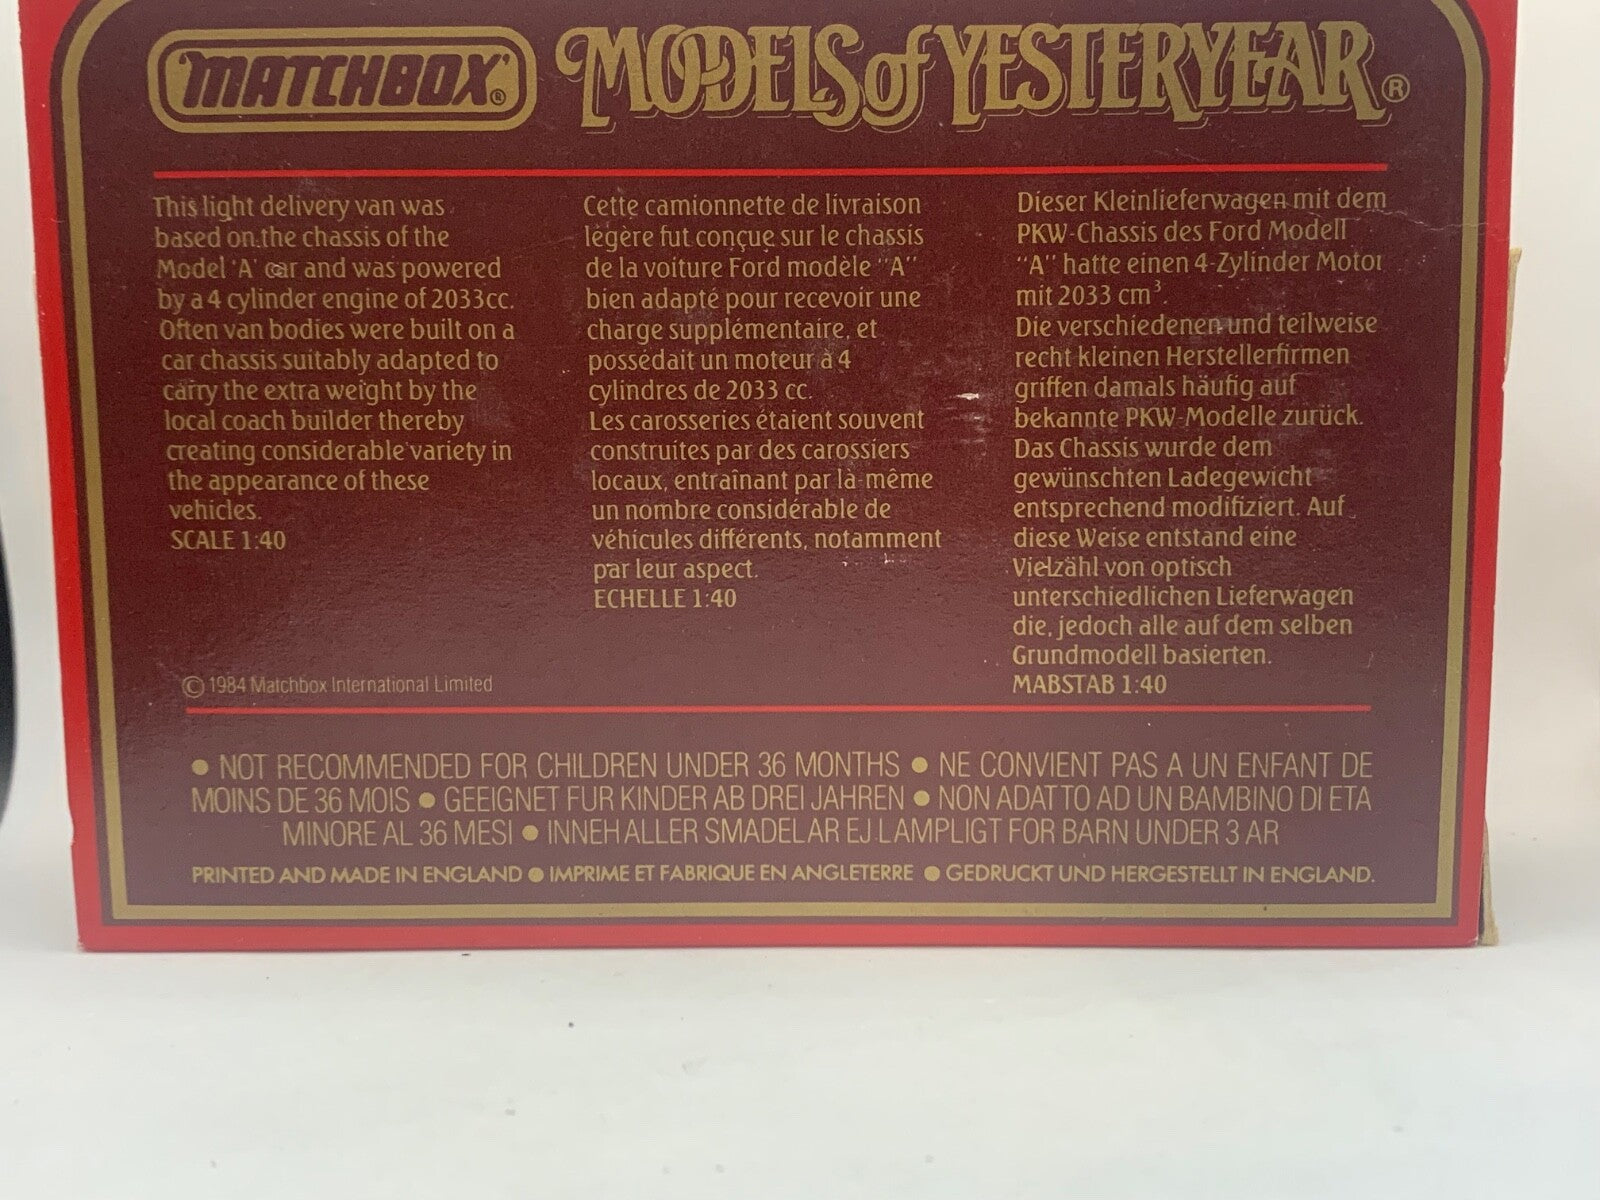 MATCHBOX®
MODELS of YESTERYEAR®
This light delivery van was
based on the chassis of the
Model 'A' car and was powered
by a 4 cylinder engine of 2033cc.
Often van bodies were built on a
car chassis suitably adapted to
carry the extra weight by the
local coach builder thereby
creating considerable variety in
the appearance of these
vehicles.
SCALE 1:40
© 1984 Matchbox International Limited
Cette camionnette de livraison
légère fut conçue sur le chassis
de la voiture Ford modèle "A"
bien adapté pour recevoir une
charge supplémentaire, et
possédait un moteur à 4
cylindres de 2033 cc.
Les carosseries étaient souvent
construites par des carossiers
locaux, entraînant par là-même
un nombre considérable de
véhicules différents, notamment
par leur aspect.
ECHELLE 1:40
Dieser Kleinlieferwagen mit dem
PKW-Chassis des Ford Modell
"A" hatte einen 4-Zylinder Motor
mit 2033 cm³.
Die verschiedenen und teilweise
recht kleinen Herstellerfirmen
griffen damals häufig auf
bekannte PKW-Modelle zurück.
Das Chassis wurde dem
gewünschten Ladegewicht
entsprechend modifiziert. Auf
diese Weise entstand eine
Vielzähl von optisch
unterschiedlichen Lieferwagen
die, jedoch alle auf dem selben
Grundmodell basierten.
MABSTAB 1:40
● NOT RECOMMENDED FOR CHILDREN UNDER 36 MONTHS ● NE CONVIENT PAS A UN ENFANT DE
MOINS DE 36 MOIS ● GEEIGNET FUR KINDER AB DREI JAHREN ● NON ADATTO AD UN BAMBINO DI ETA
MINORE AL 36 MESI ● INNEHALLER SMADELAR EJ LAMPLIGT FOR BARN UNDER 3 AR
PRINTED AND MADE IN ENGLAND ● IMPRIME ET FABRIQUE EN ANGLETERRE ● GEDRUCKT UND HERGESTELLT IN ENGLAND.